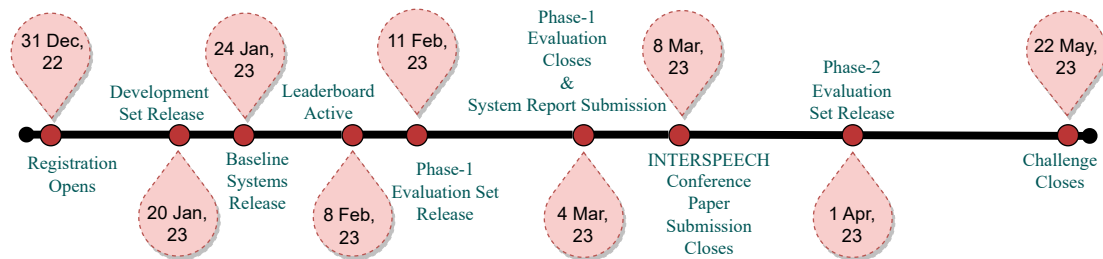 31 Dec,
22
Registration
Opens
Development
Set Release
20 Jan,
23
24 Jan,
23
Baseline
Systems
Release
Leaderboard
Active
8 Feb,
23
11 Feb,
23
Phase-1
Evaluation Set
Release
Phase-1
Evaluation
Closes
&
System Report Submission
4 Mar,
23
8 Mar,
23
INTERSPEECH
Conference
Paper
Submission
Closes
Phase-2
Evaluation
Set Release
1 Apr,
23
22 May,
23
Challenge
Closes